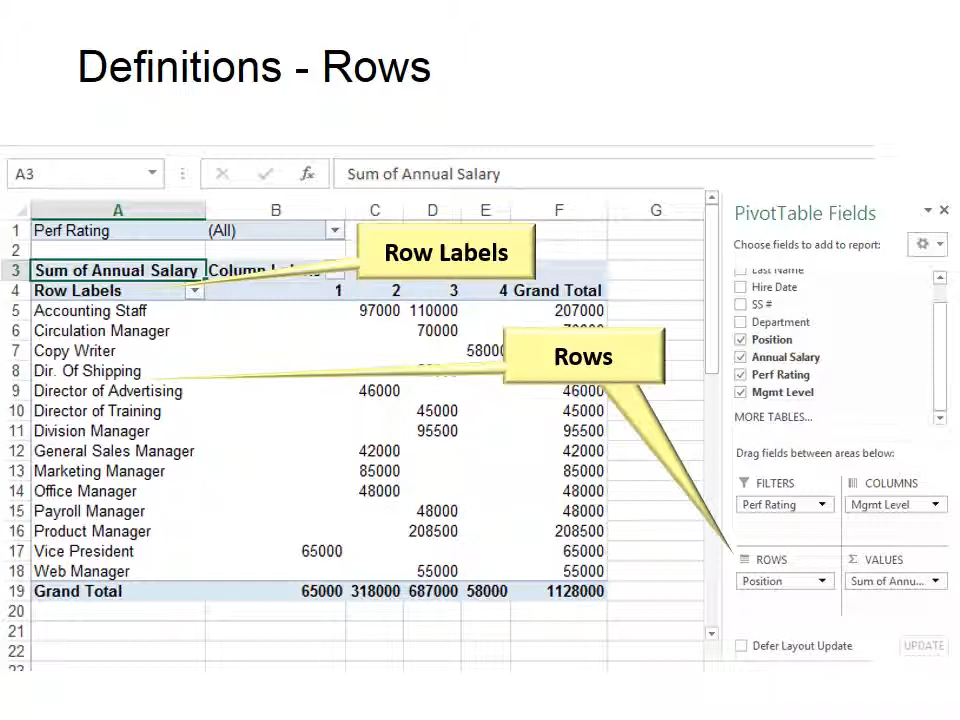 Definitions - Rows
A3 fx Sum of Annual Salary
A B C D E F G
1 Perf Rating (All)
2
3 Sum of Annual Salary Column
4 Row Labels 1 2 3 4 Grand Total
Row Labels
5 Accounting Staff 97000 110000 207000
6 Circulation Manager 70000
7 Copy Writer 58000
Rows
8 Dir. Of Shipping
9 Director of Advertising 46000 46000
10 Director of Training 45000 45000
11 Division Manager 95500 95500
12 General Sales Manager 42000 42000
13 Marketing Manager 85000 85000
14 Office Manager 48000 48000
15 Payroll Manager 48000 48000
16 Product Manager 208500 208500
17 Vice President 65000 65000
18 Web Manager 55000 55000
19 Grand Total 65000 318000 687000 58000 1128000
20
21
22
PivotTable Fields
Choose fields to add to report:
Last Name
Hire Date
SS #
Department
Position
Annual Salary
Perf Rating
Mgmt Level
MORE TABLES...
Drag fields between areas below:
FILTERS COLUMNS
Perf Rating Mgmt Level
ROWS Σ VALUES
Position Sum of Annu...
Defer Layout Update UPDATE